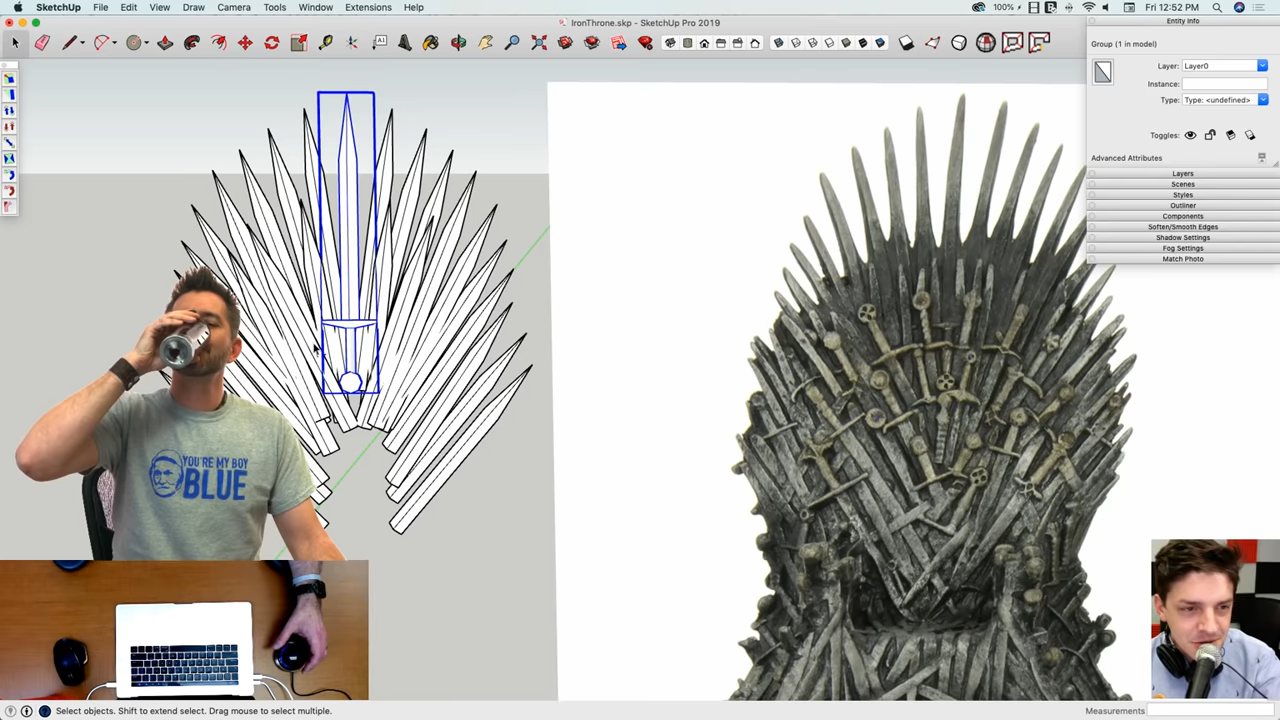 SketchUp File Edit View Draw Camera Tools Window Extensions Help
100% Fri 12:52 PM
IronThrone.skp - SketchUp Pro 2019
Entity Info
Group (1 in model)
Layer: Layer0
Instance:
Type: Type: <undefined>
Toggles:
Advanced Attributes
Layers
Scenes
Styles
Outliner
Components
Soften/Smooth Edges
Shadow Settings
Fog Settings
Match Photo
YOU'RE MY BOY
BLUE
Select objects. Shift to extend select. Drag mouse to select multiple.
Measurements